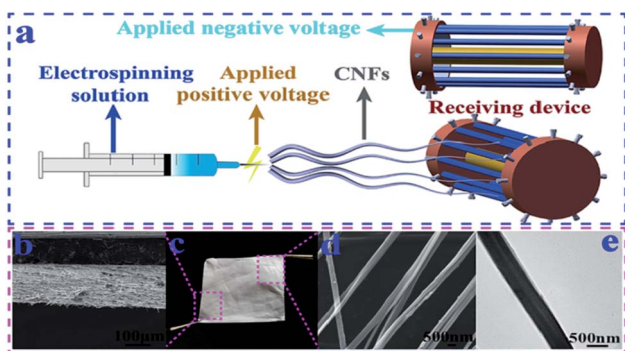 a
Applied negative voltage
Electrospinning
solution
Applied
positive voltage
CNFs
Receiving device
b
100μm
c
d
500nm
e
500nm